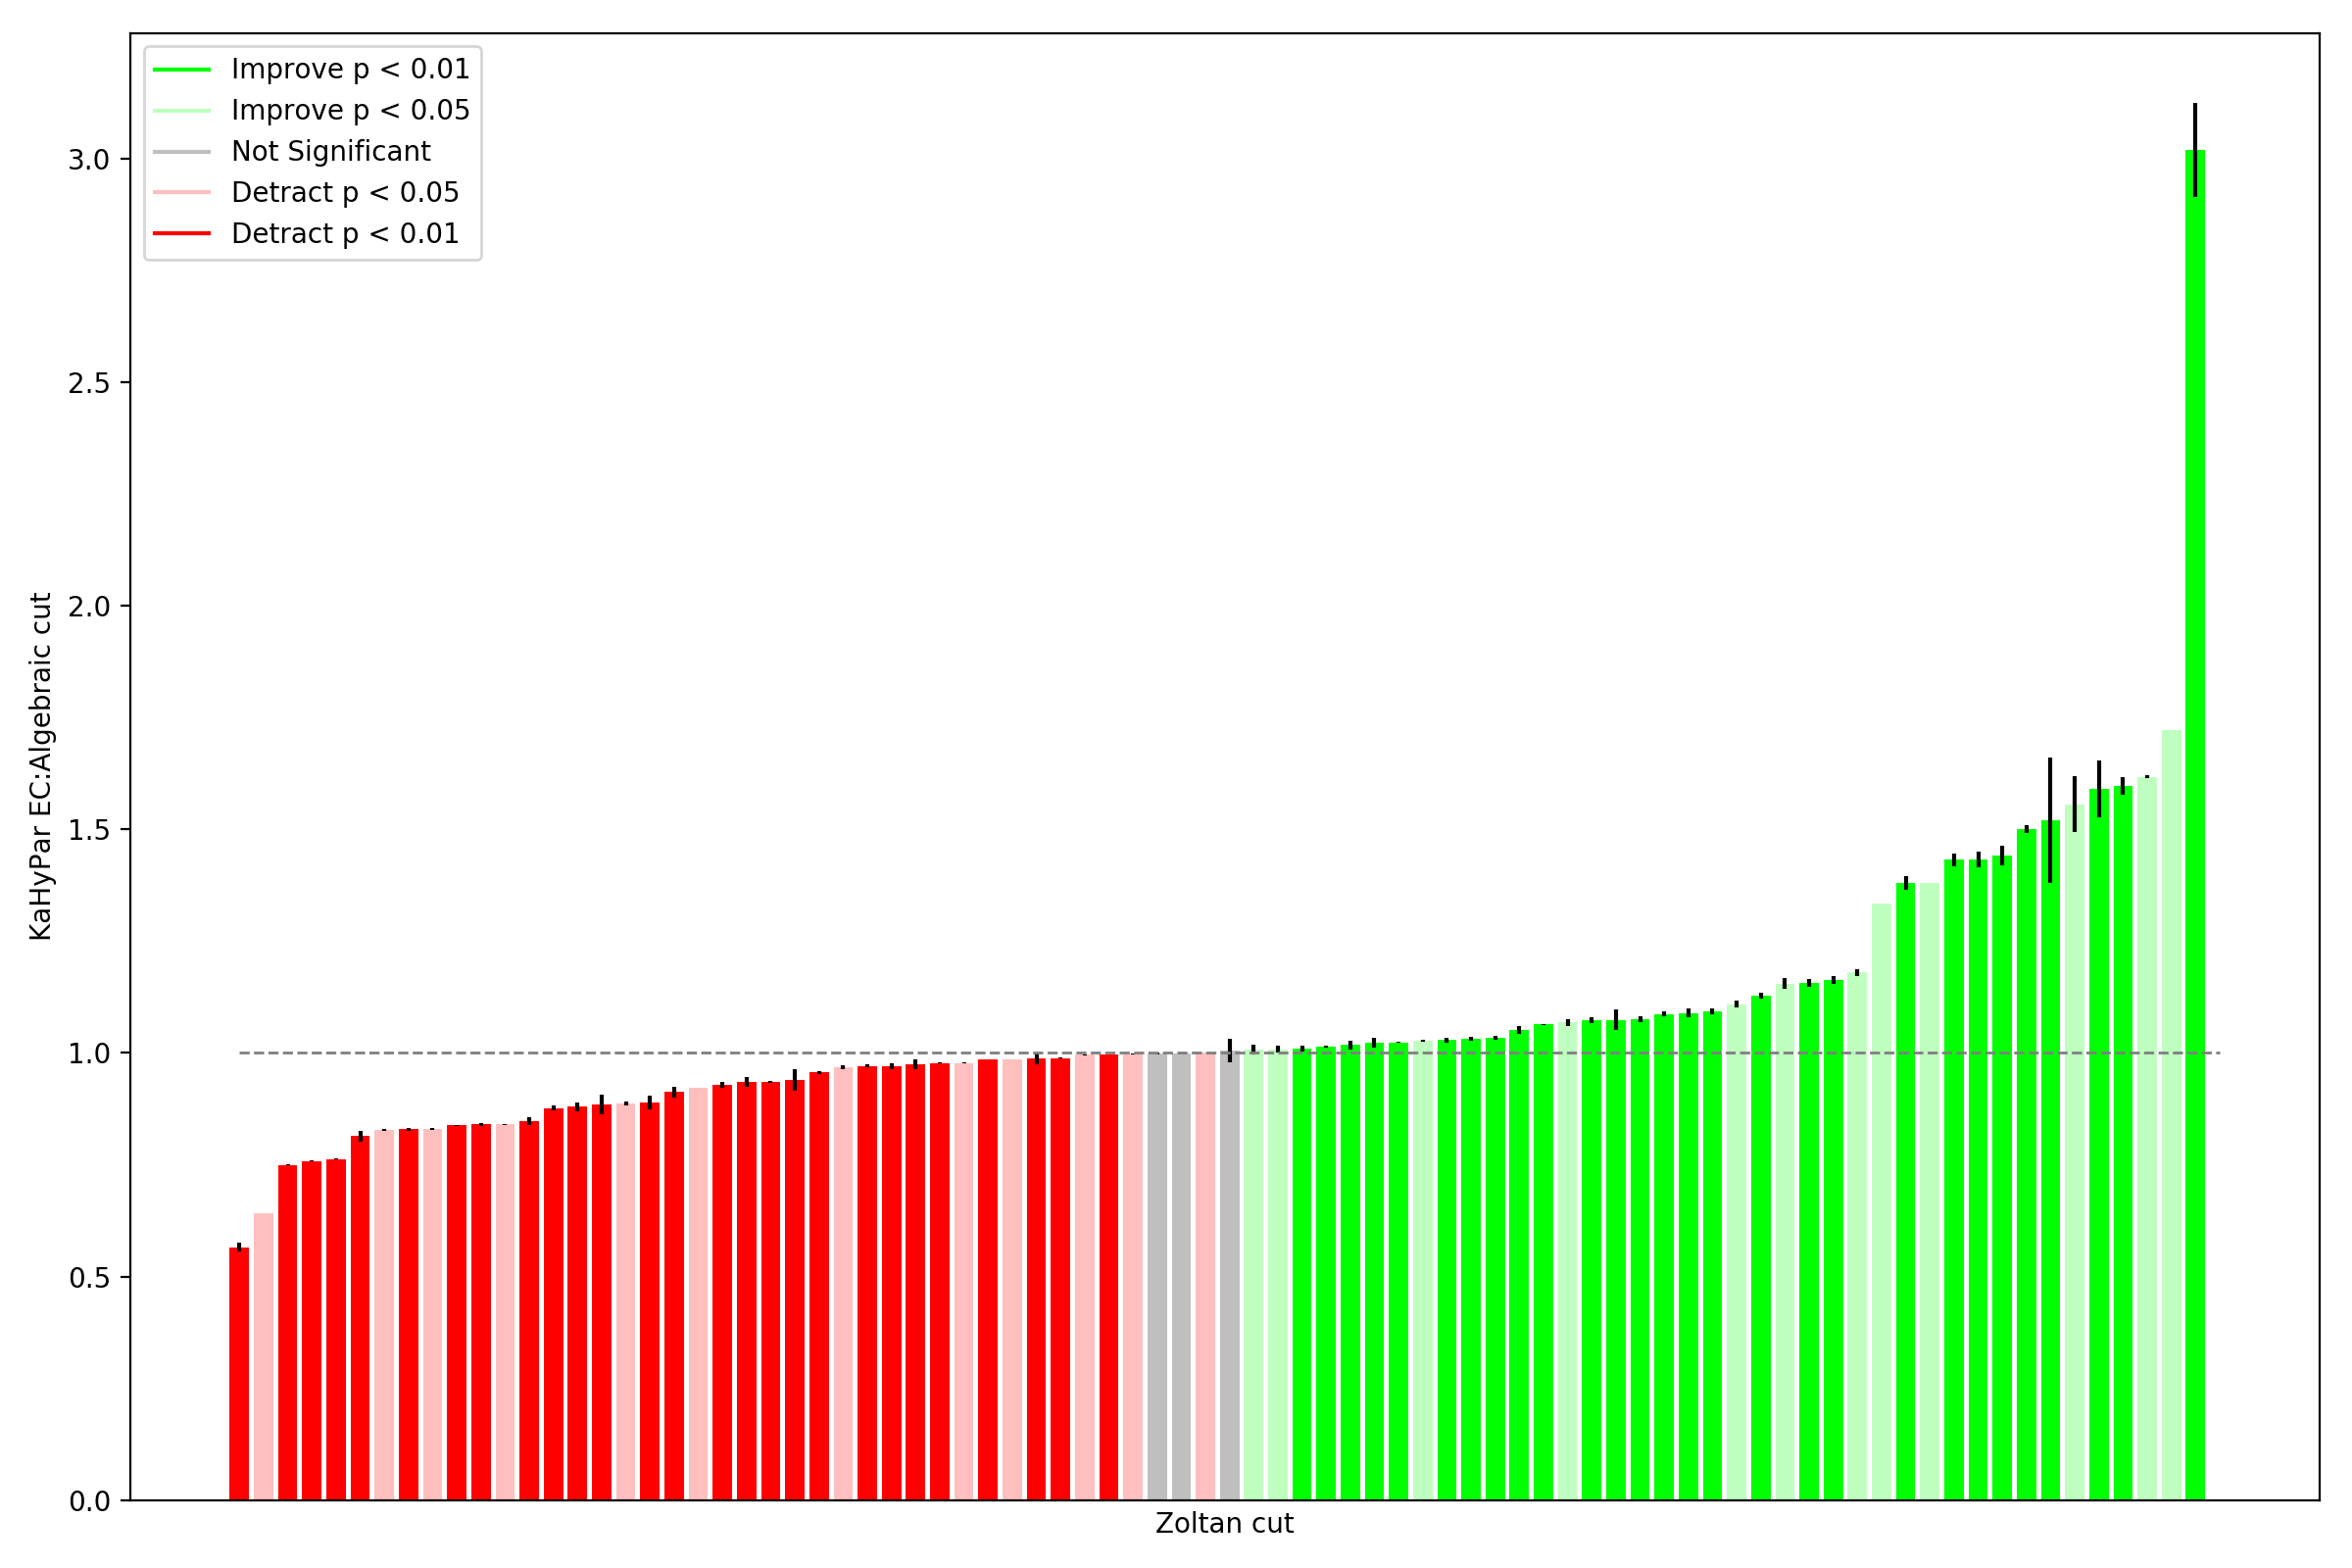 Improve p < 0.01
Improve p < 0.05
Not Significant
Detract p < 0.05
Detract p < 0.01
3.0
2.5
2.0
1.5
1.0
0.5
0.0
KaHyPar EC:Algebraic cut
Zoltan cut